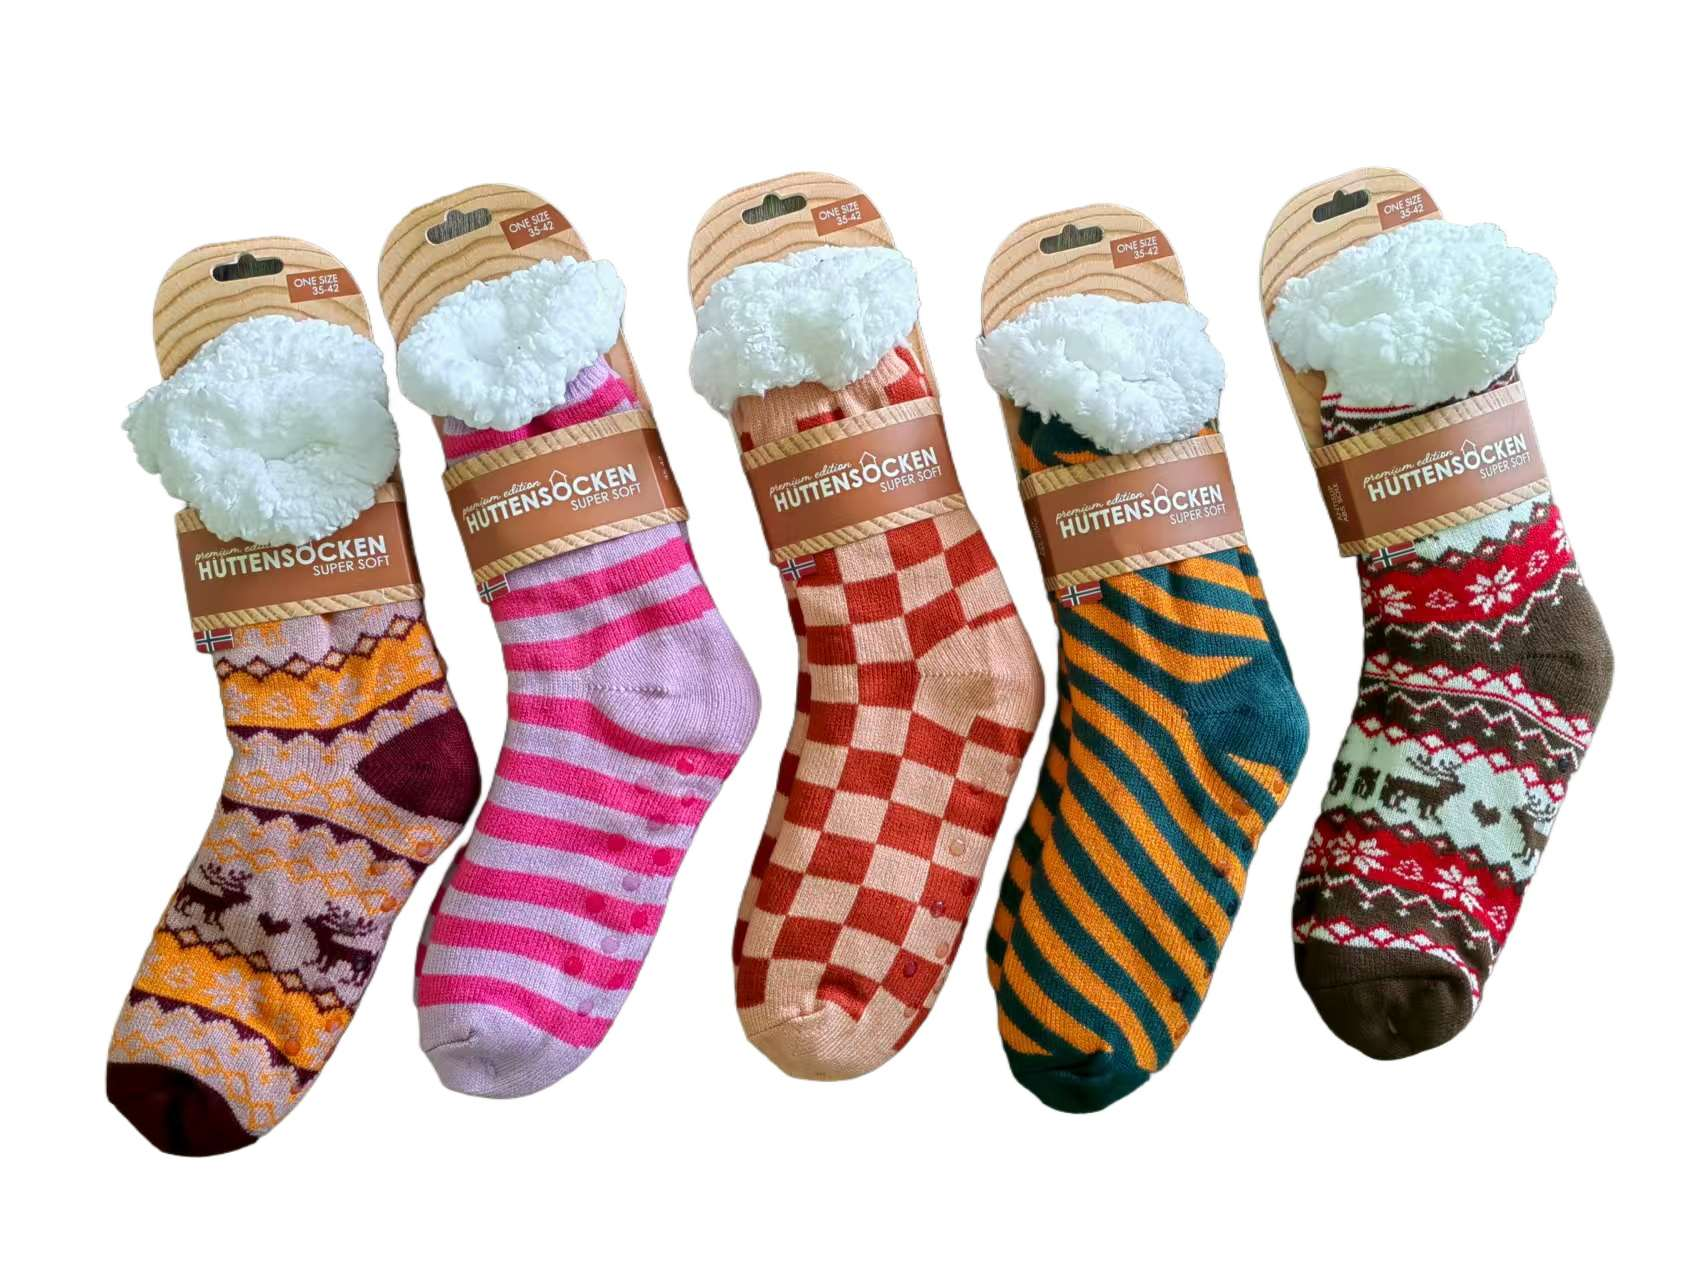 ONE SIZE
35-42
premium
HÜTTENSOCKEN
SUPER SOFT
ONE SIZE
35-42
premium edition
HÜTTENSOCKEN
SUPER SOFT
ONE SIZE
35-42
premium edition
HÜTTENSOCKEN
SUPER SOFT
ONE SIZE
35-42
premium edition
HÜTTENSOCKEN
SUPER SOFT
ONE SIZE
35-42
premium edition
HÜTTENSOCKEN
SUPER SOFT